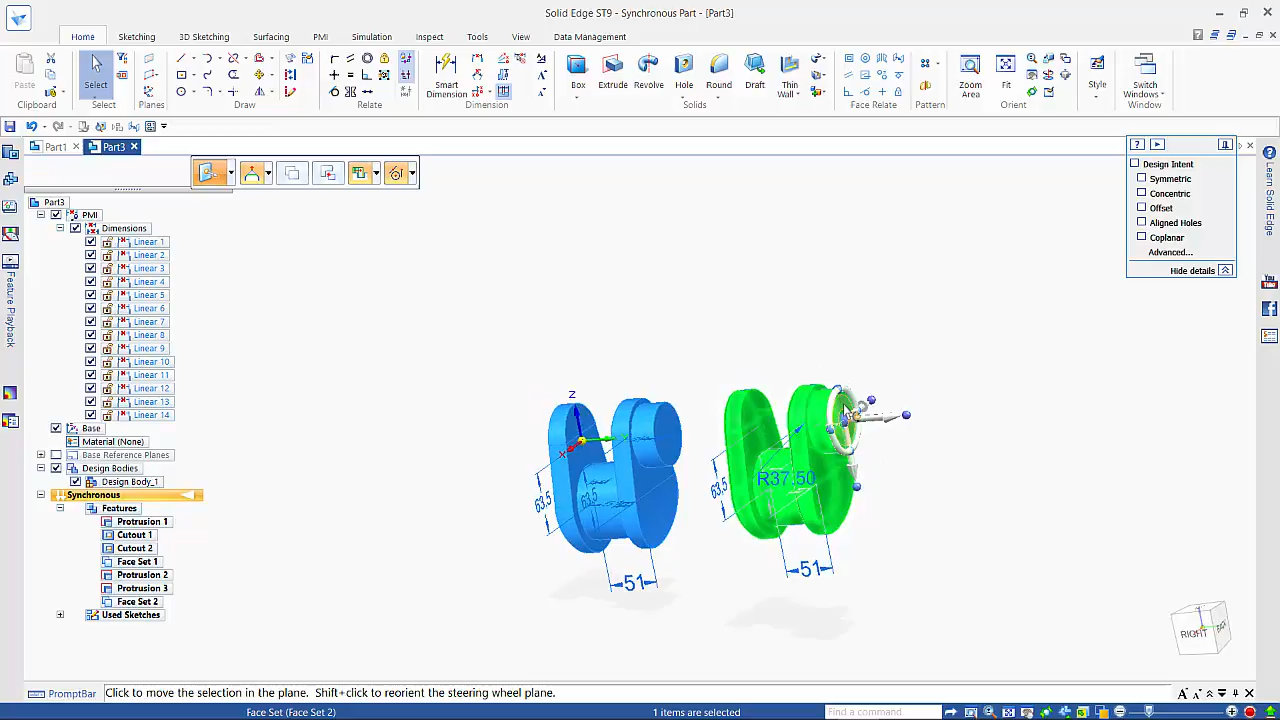 Solid Edge ST9 - Synchronous Part - [Part3]
Home
Sketching
3D Sketching
Surfacing
PMI
Simulation
Inspect
Tools
View
Data Management
Paste
Select
Smart Dimension
Box
Extrude
Revolve
Hole
Round
Draft
Thin Wall
Zoom Area
Fit
Style
Switch Windows
Clipboard
Select
Planes
Draw
Relate
Dimension
Solids
Face Relate
Pattern
Orient
Window
Part1
Part3
Design Intent
Symmetric
Concentric
Offset
Aligned Holes
Coplanar
Advanced...
Hide details
Learn Solid Edge
Feature Playback
Part3
PMI
Dimensions
Linear 1
Linear 2
Linear 3
Linear 4
Linear 5
Linear 6
Linear 7
Linear 8
Linear 9
Linear 10
Linear 11
Linear 12
Linear 13
Linear 14
Base
Material (None)
Base Reference Planes
Design Bodies
Design Body_1
Synchronous
Features
Protrusion 1
Cutout 1
Cutout 2
Face Set 1
Protrusion 2
Protrusion 3
Face Set 2
Used Sketches
Z
X
63,5
63,5
51
63,5
R37.50
51
RIGHT
BACK
PromptBar
Click to move the selection in the plane. Shift+click to reorient the steering wheel plane.
Face Set (Face Set 2)
1 items are selected
Find a command